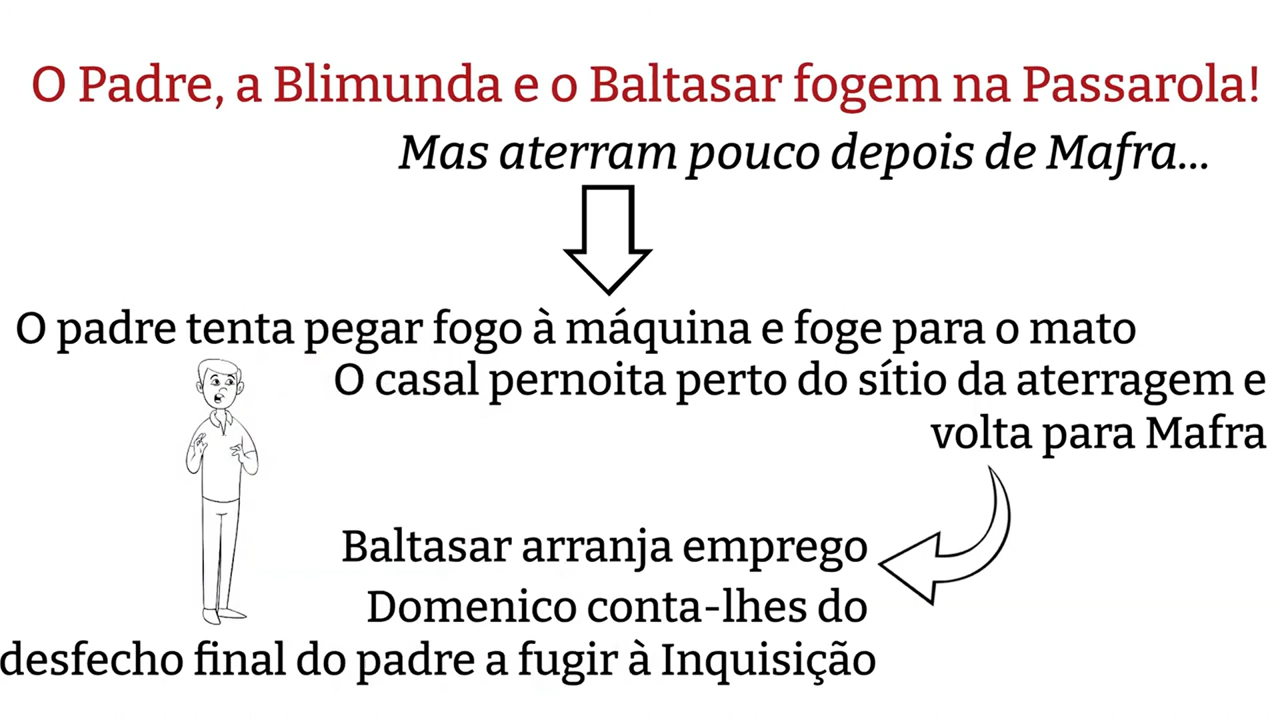 O Padre, a Blimunda e o Baltasar fogem na Passarola!
Mas aterram pouco depois de Mafra...
O padre tenta pegar fogo à máquina e foge para o mato
O casal pernoita perto do sítio da aterragem e
volta para Mafra
Baltasar arranja emprego
Domenico conta-lhes do
desfecho final do padre a fugir à Inquisição